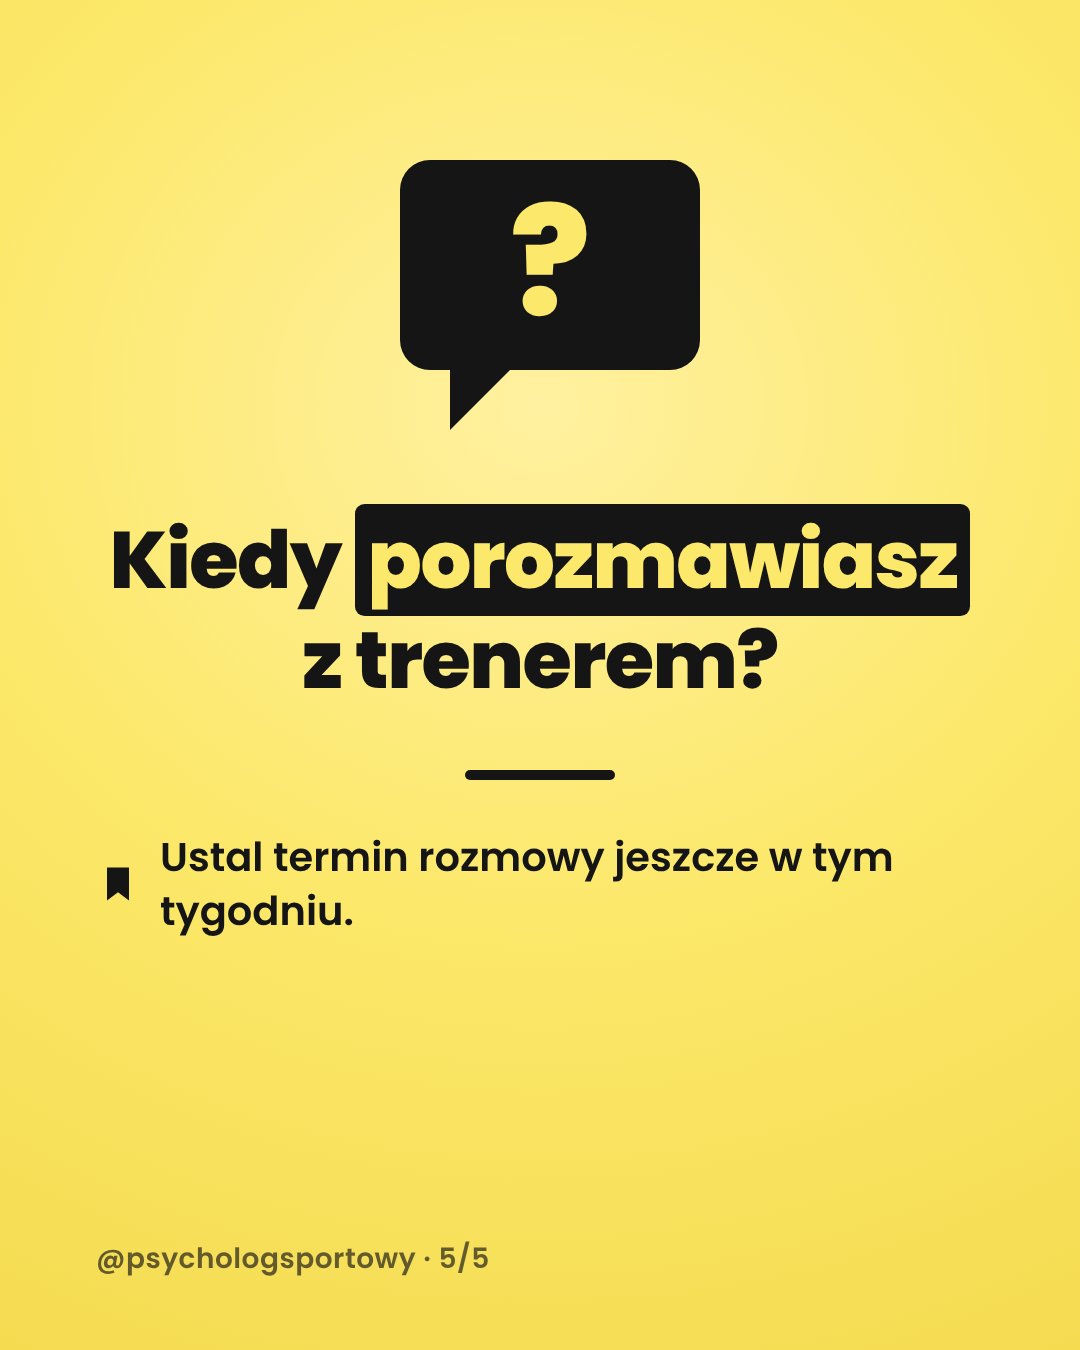 ?
Kiedy porozmawiasz
z trenerem?
Ustal termin rozmowy jeszcze w tym
tygodniu.
@psychologsportowy · 5/5